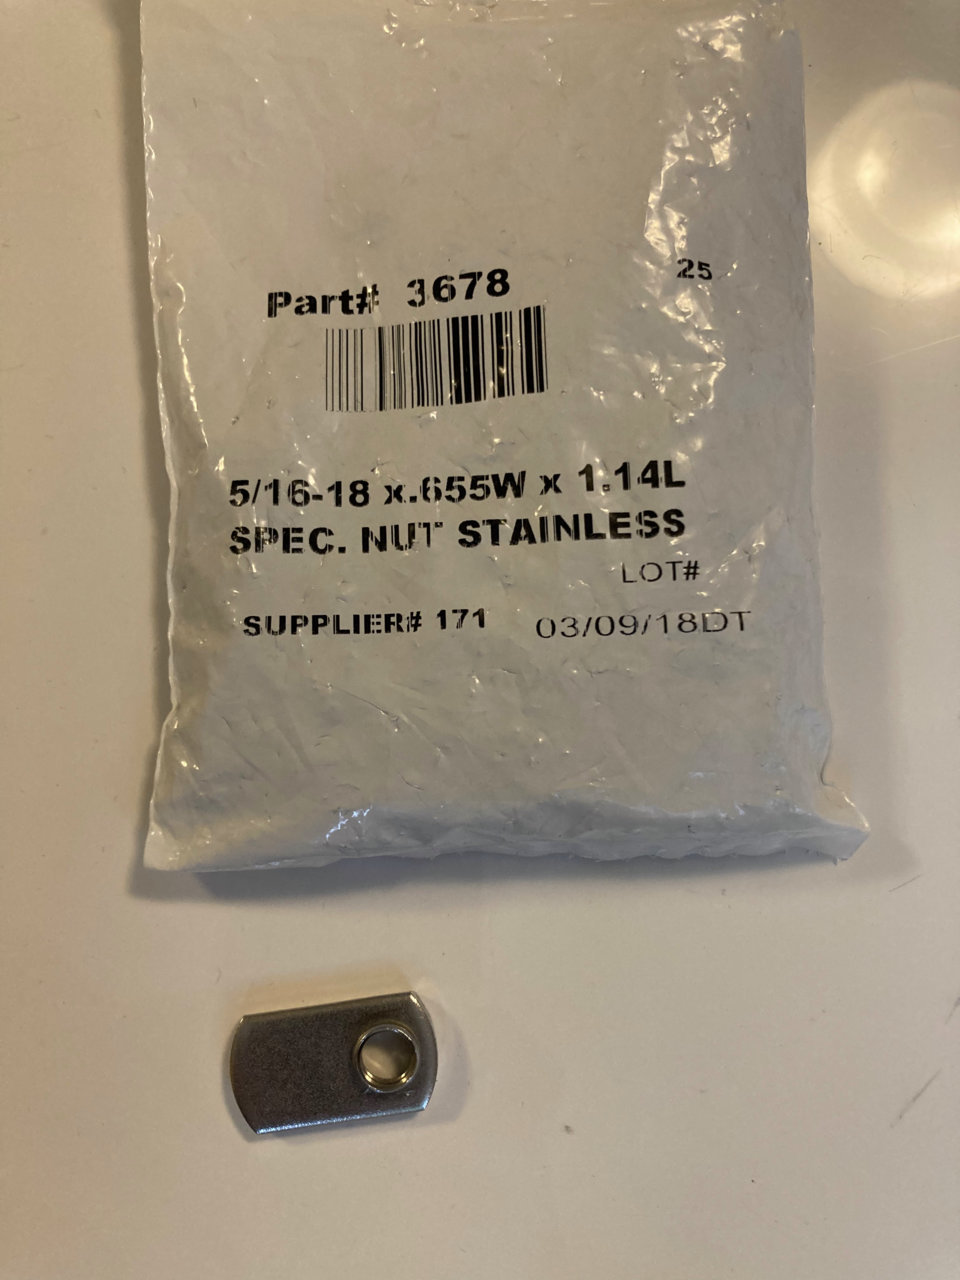 Part# 3678
25
5/16-18 x.655W x 1.14L
SPEC. NUT STAINLESS
LOT#
SUPPLIER# 171
03/09/18DT